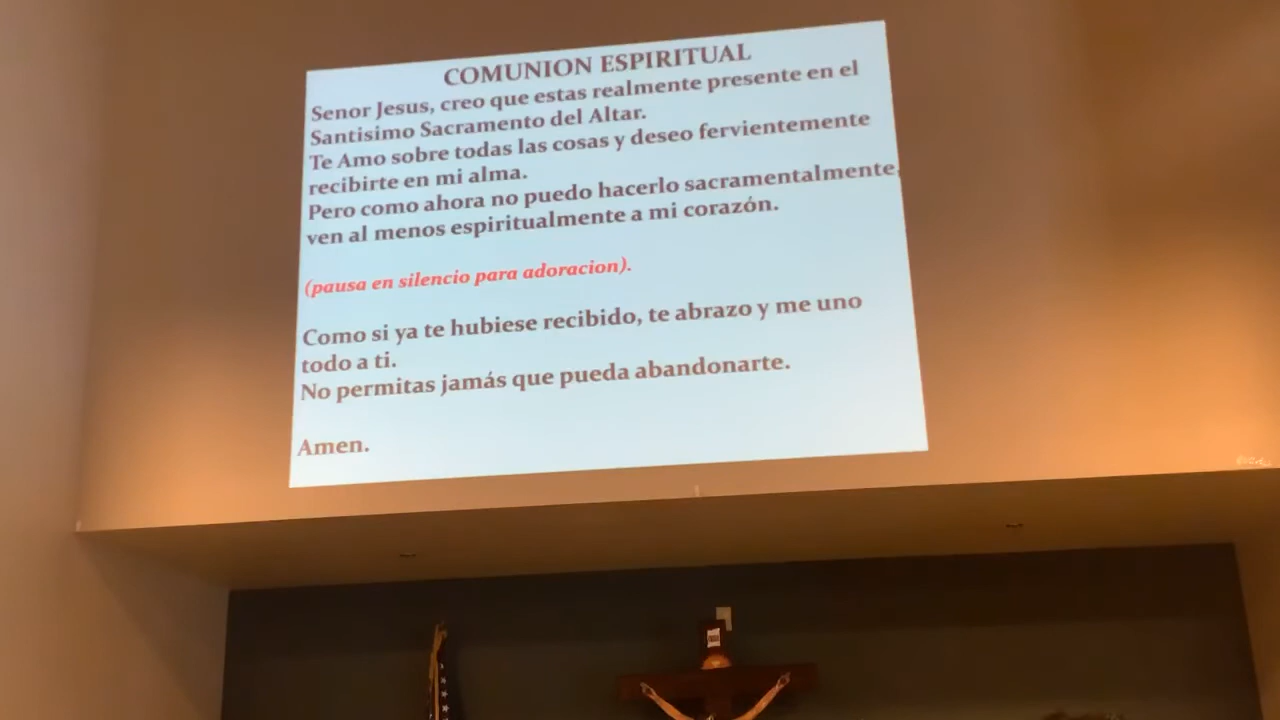 COMUNION ESPIRITUAL
Senor Jesus, creo que estas realmente presente en el
Santisimo Sacramento del Altar.
Te Amo sobre todas las cosas y deseo fervientemente
recibirte en mi alma.
Pero como ahora no puedo hacerlo sacramentalmente,
ven al menos espiritualmente a mi corazón.
(pausa en silencio para adoracion).
Como si ya te hubiese recibido, te abrazo y me uno
todo a ti.
No permitas jamás que pueda abandonarte.
Amen.